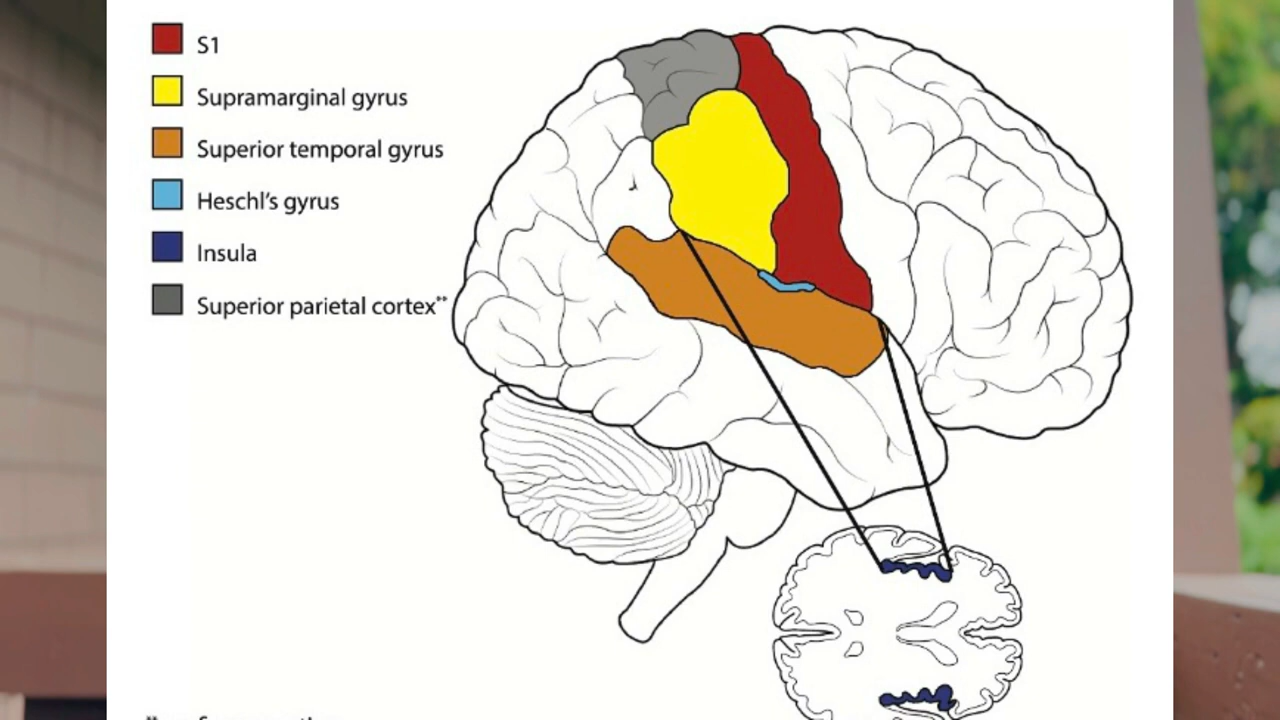 S1
Supramarginal gyrus
Superior temporal gyrus
Heschl's gyrus
Insula
Superior parietal cortex**